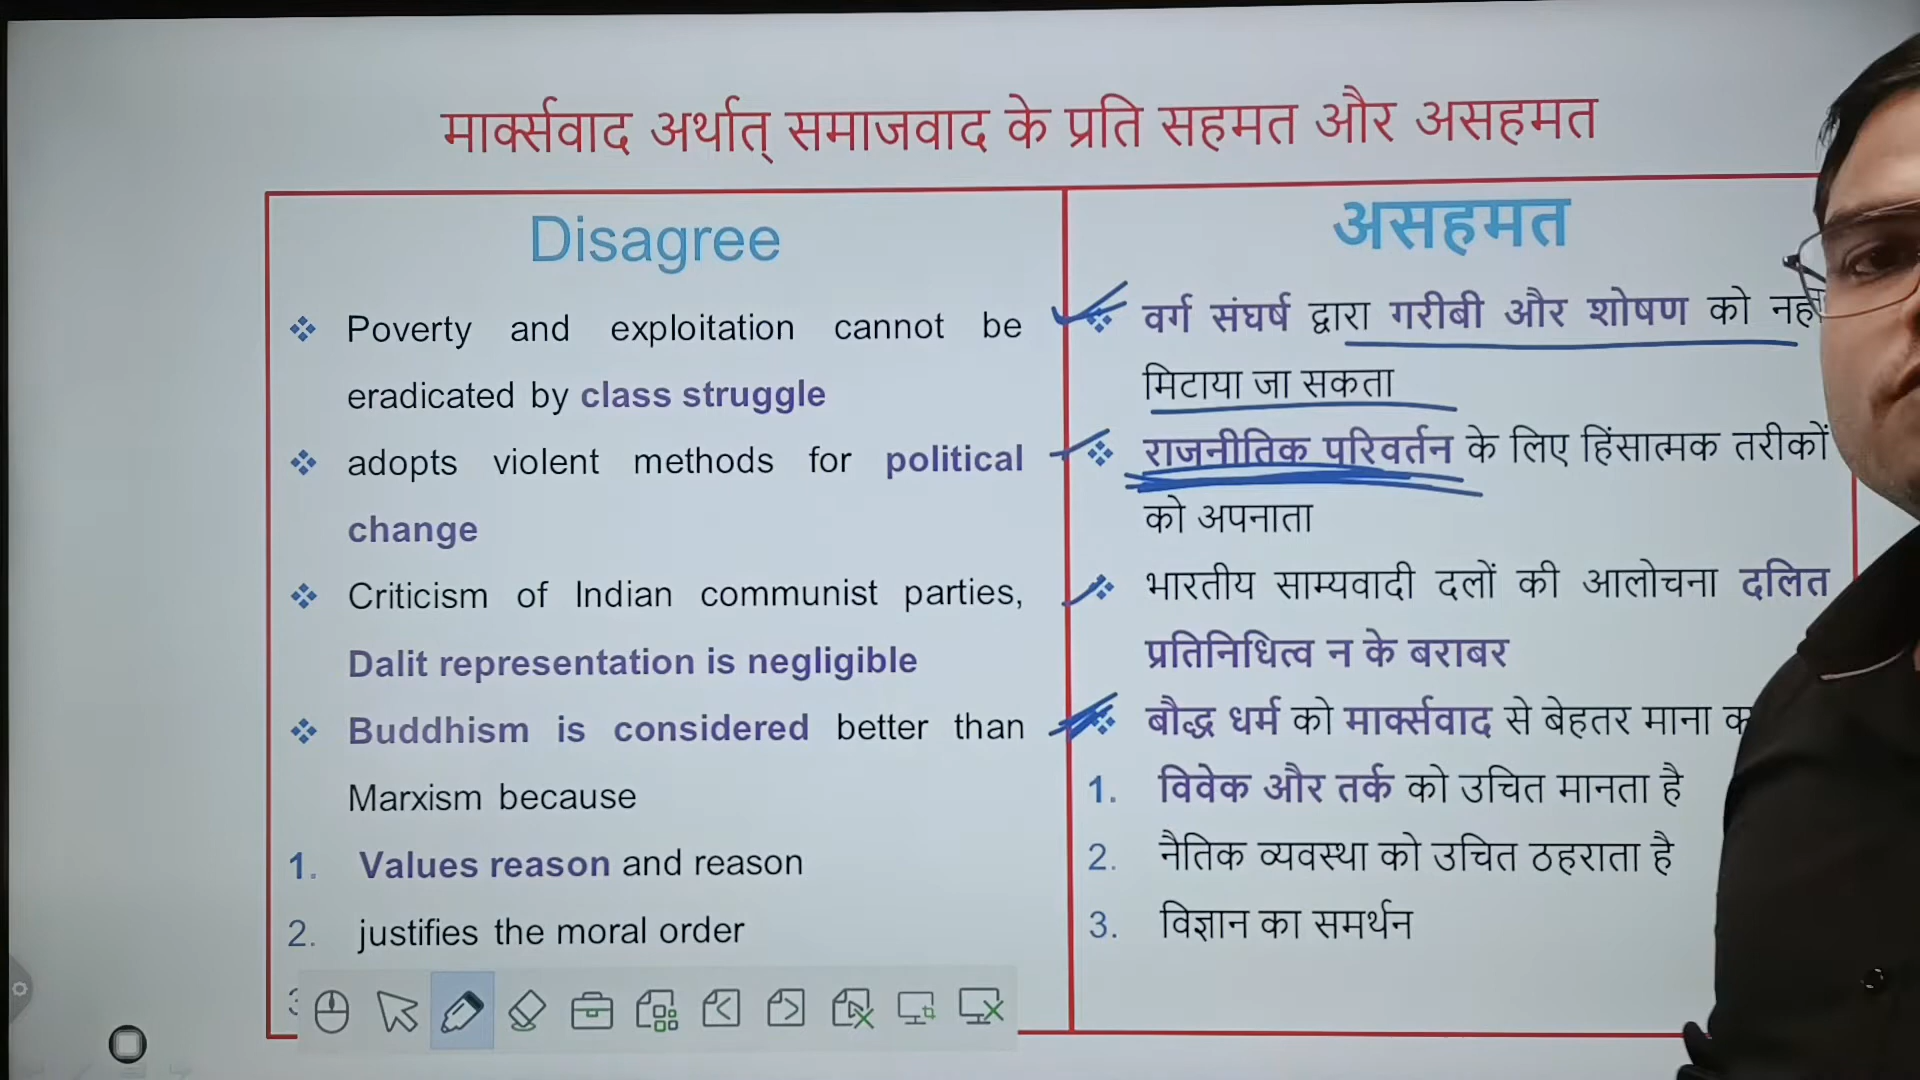 मार्क्सवाद अर्थात् समाजवाद के प्रति सहमत और असहमत
Disagree
Poverty and exploitation cannot be
eradicated by class struggle
adopts violent methods for political
change
Criticism of Indian communist parties,
Dalit representation is negligible
Buddhism is considered better than
Marxism because
1. Values reason and reason
2. justifies the moral order
3
असहमत
वर्ग संघर्ष द्वारा गरीबी और शोषण को
मिटाया जा सकता
राजनीतिक परिवर्तन के लिए हिंसात्मक तरीकों
को अपनाता
भारतीय साम्यवादी दलों की आलोचना दलित
प्रतिनिधित्व न के बराबर
बौद्ध धर्म को मार्क्सवाद से बेहतर माना
1. विवेक और तर्क को उचित मानता है
2. नैतिक व्यवस्था को उचित ठहराता है
3. विज्ञान का समर्थन